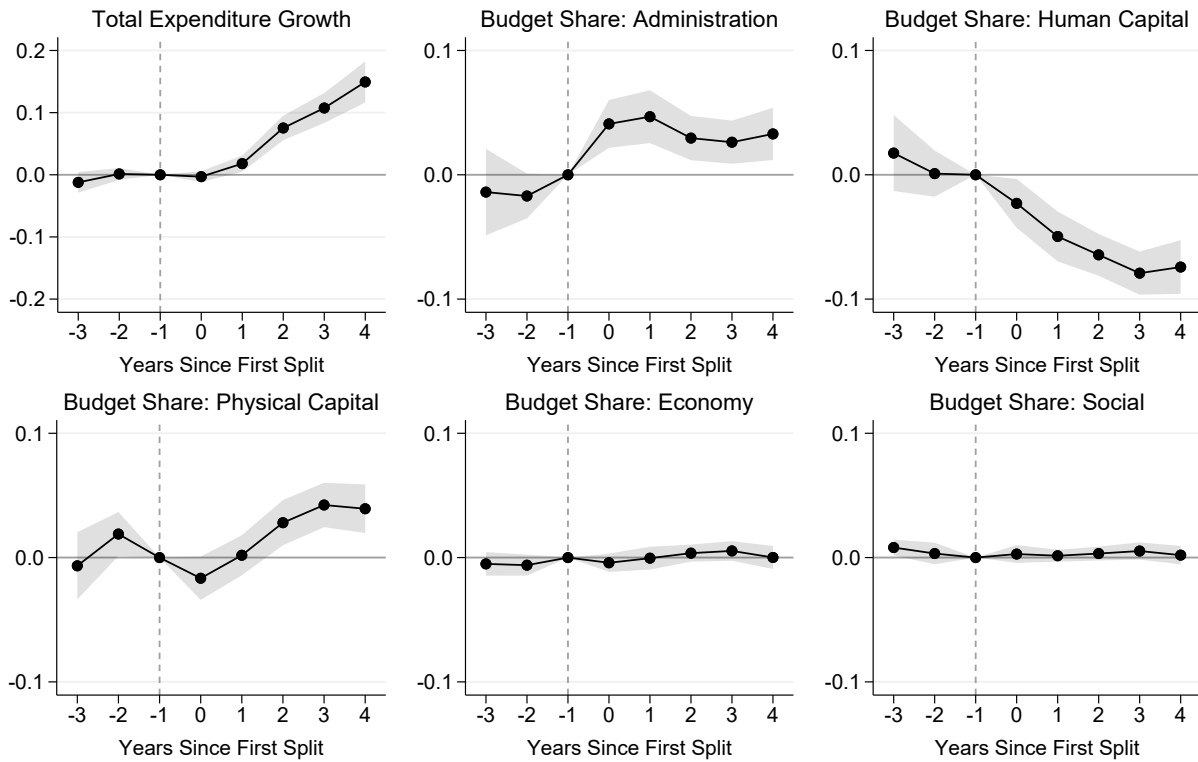 Total Expenditure Growth
0.2
0.1
0.0
-0.1
-0.2
-3 -2 -1 0 1 2 3 4
Years Since First Split
Budget Share: Administration
0.1
0.0
-0.1
-3 -2 -1 0 1 2 3 4
Years Since First Split
Budget Share: Human Capital
0.1
0.0
-0.1
-3 -2 -1 0 1 2 3 4
Years Since First Split
Budget Share: Physical Capital
0.1
0.0
-0.1
-3 -2 -1 0 1 2 3 4
Years Since First Split
Budget Share: Economy
0.1
0.0
-0.1
-3 -2 -1 0 1 2 3 4
Years Since First Split
Budget Share: Social
0.1
0.0
-0.1
-3 -2 -1 0 1 2 3 4
Years Since First Split